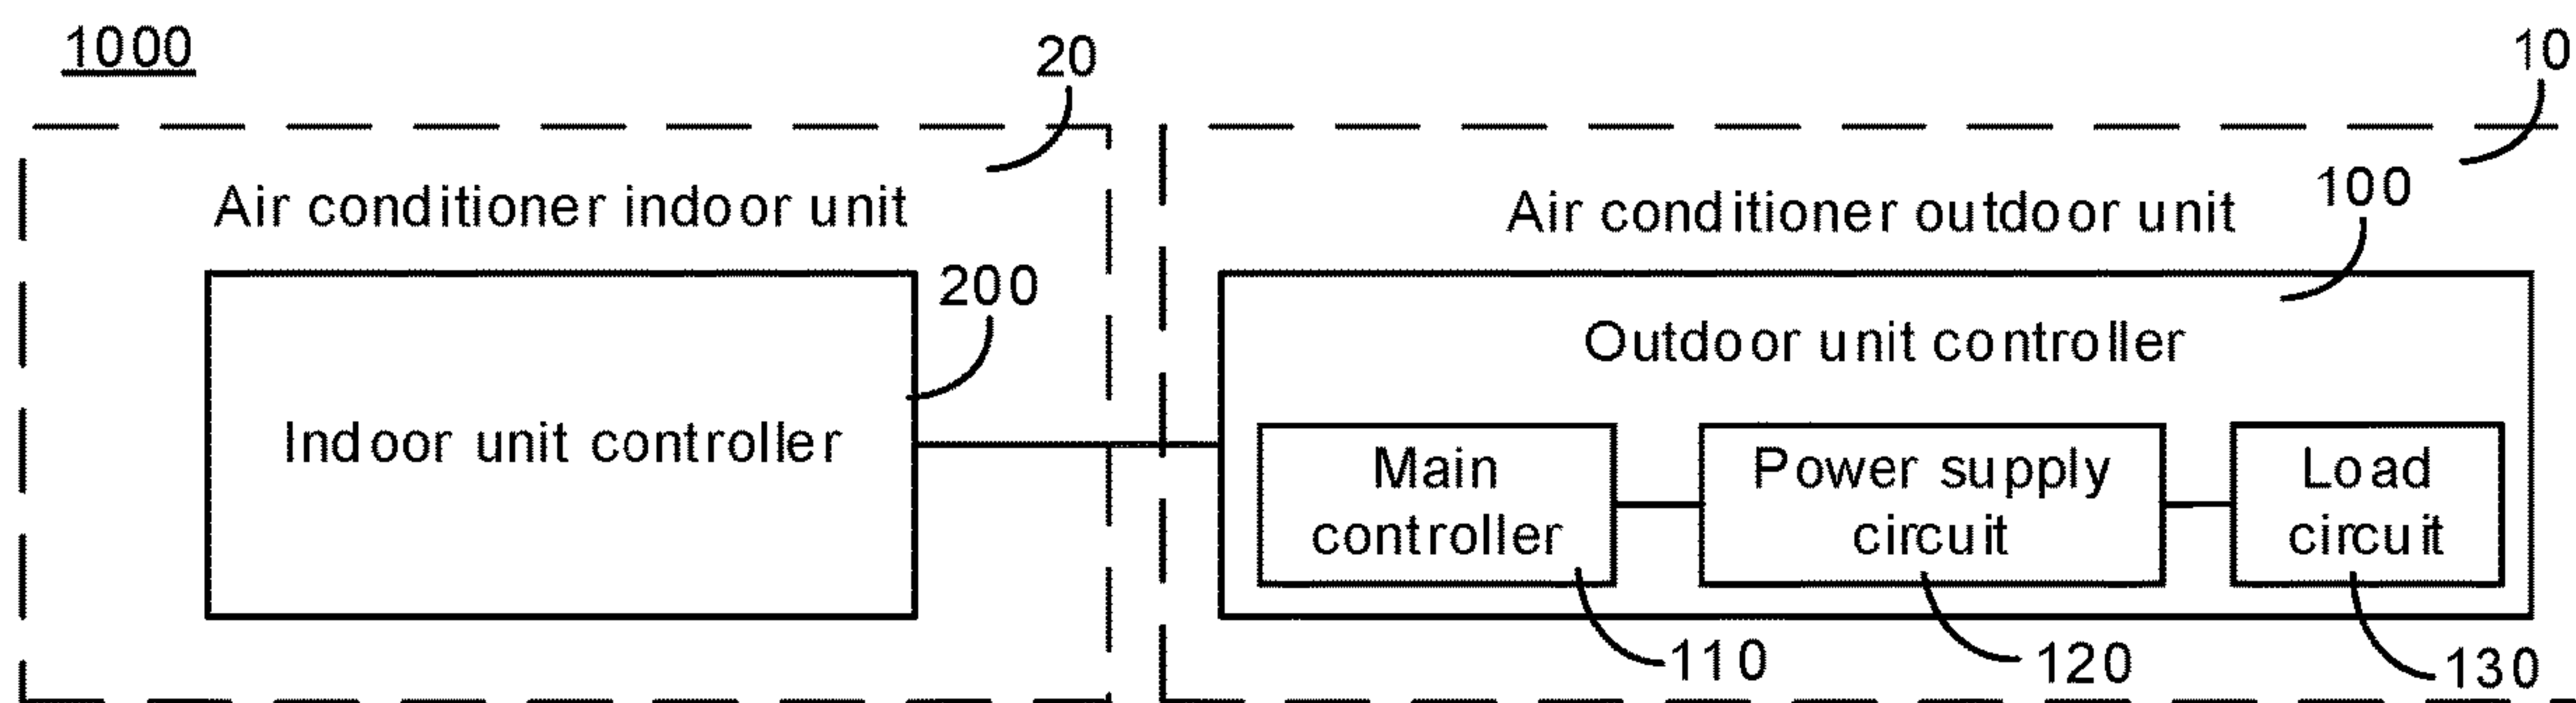 1000
20
10
Air conditioner indoor unit
Air conditioner outdoor unit
100
200
Outdoor unit controller
Indoor unit controller
Main
controller
Power supply
circuit
Load
circuit
110
120
130